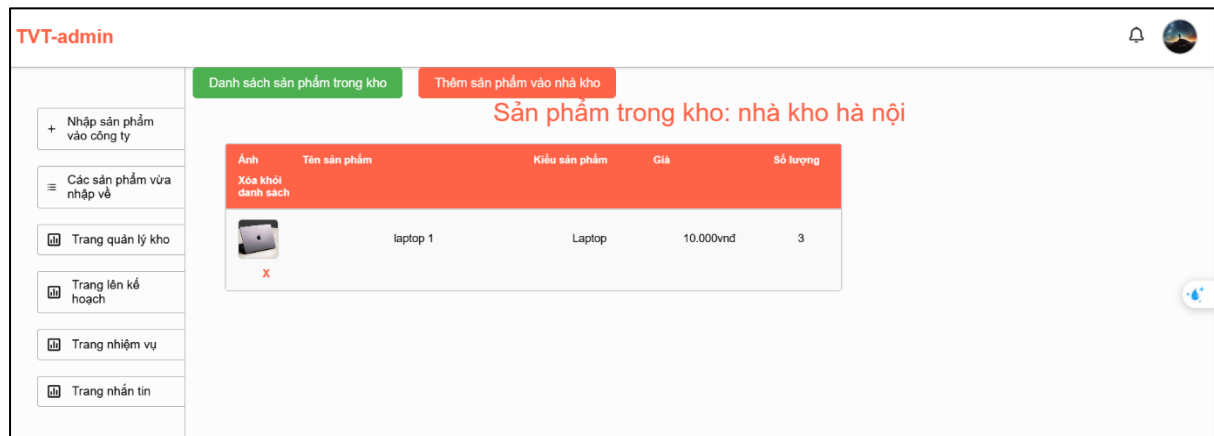 TVT-admin
Danh sách sản phẩm trong kho
Thêm sản phẩm vào nhà kho
Sản phẩm trong kho: nhà kho hà nội
+ Nhập sản phẩm
vào công ty
Các sản phẩm vừa
nhập về
Trang quản lý kho
Trang lên kế
hoạch
Trang nhiệm vụ
Trang nhắn tin
Ảnh Tên sản phẩm Kiểu sản phẩm Giá Số lượng
Xóa khỏi
danh sách
laptop 1 Laptop 10.000vnđ 3
X